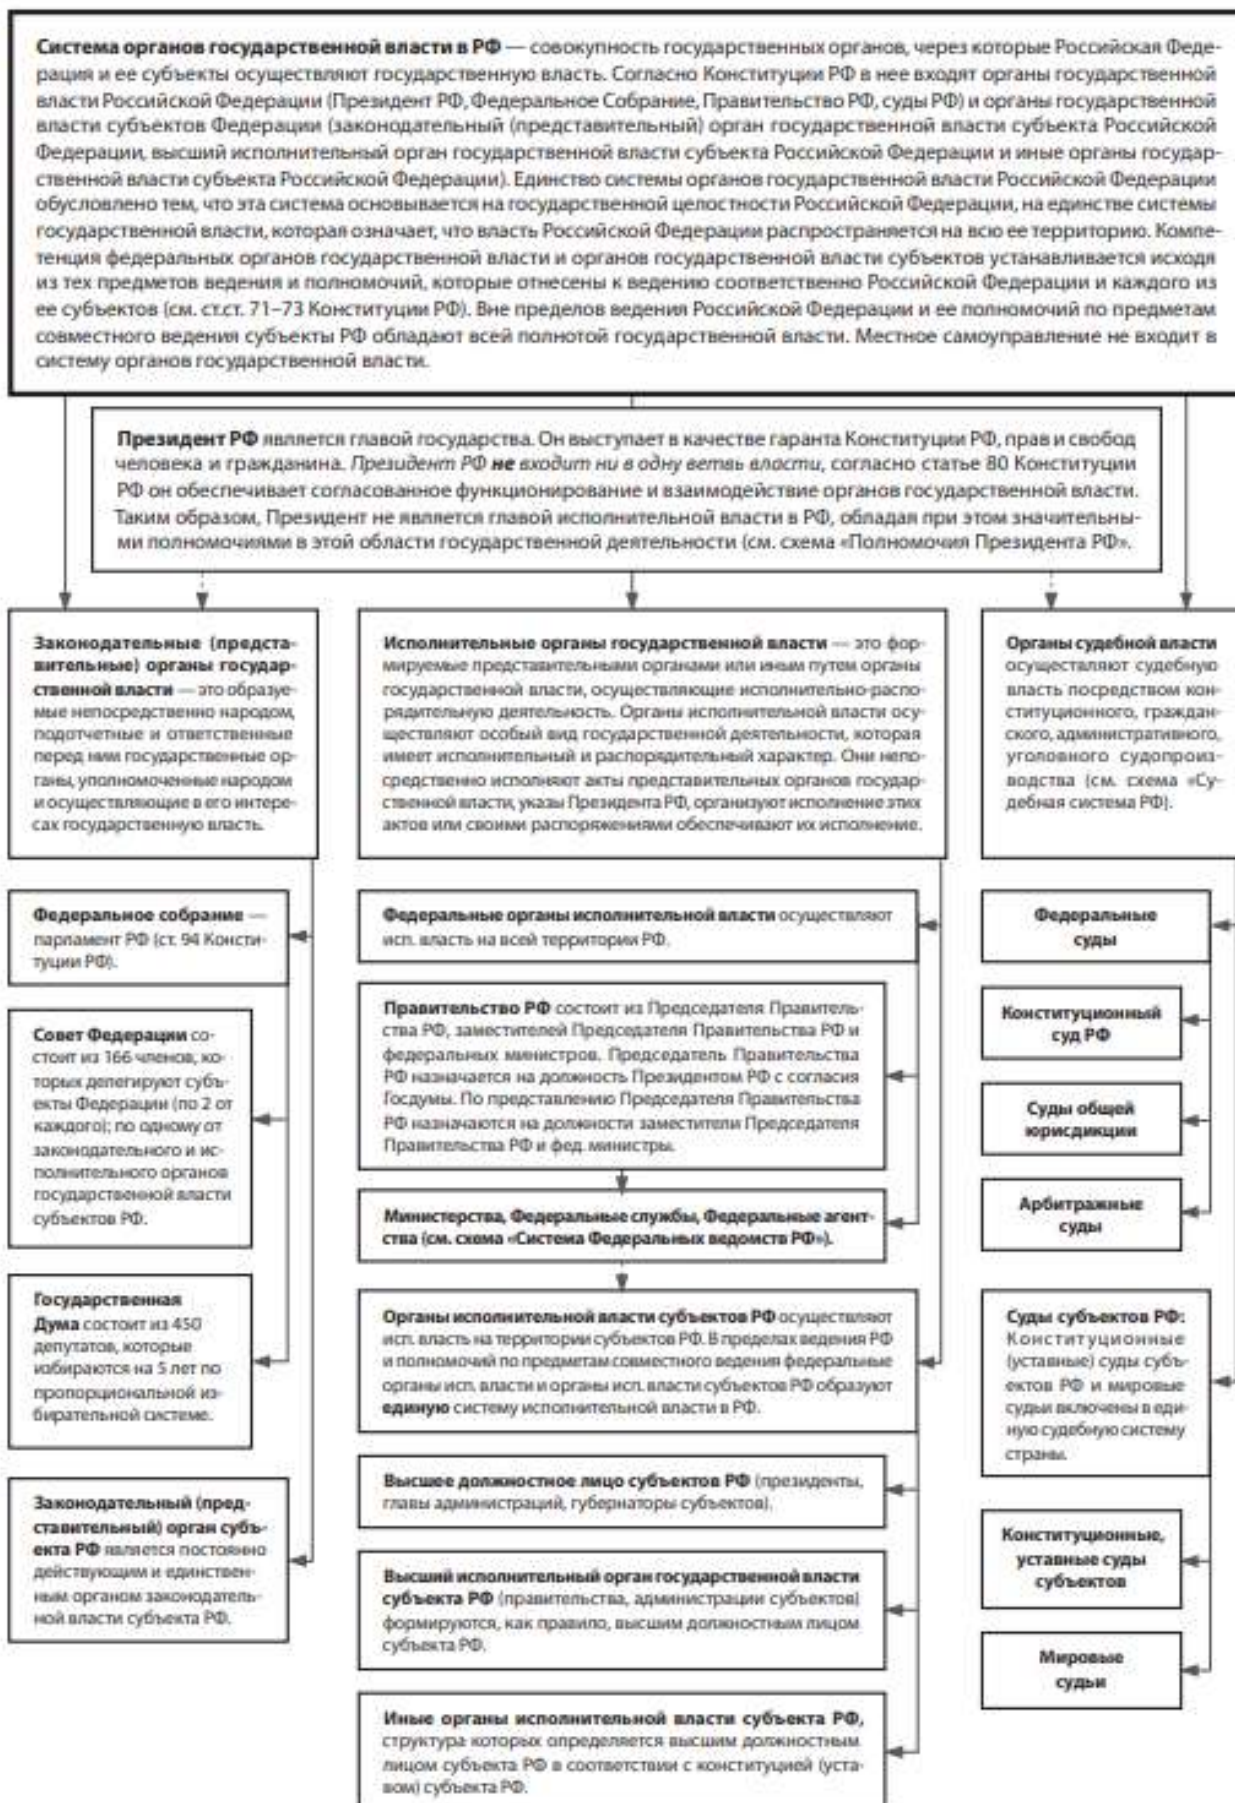 Система органов государственной власти в РФ — совокупность государственных органов, через которые Российская Феде-
рация и ее субъекты осуществляют государственную власть. Согласно Конституции РФ в нее входят органы государственной
власти Российской Федерации (Президент РФ, Федеральное Собрание, Правительство РФ, суды РФ) и органы государственной
власти субъектов Федерации (законодательный (представительный) орган государственной власти субъекта Российской
Федерации, высший исполнительный орган государственной власти субъекта Российской Федерации и иные органы государ-
ственной власти субъекта Российской Федерации). Единство системы органов государственной власти Российской Федерации
обусловлено тем, что эта система основывается на государственной целостности Российской Федерации, на единстве системы
государственной власти, которая означает, что власть Российской Федерации распространяется на всю ее территорию. Компе-
тенция федеральных органов государственной власти и органов государственной власти субъектов устанавливается исходя
из тех предметов ведения и полномочий, которые отнесены к ведению соответственно Российской Федерации и каждого из
ее субъектов (см. ст.ст. 71–73 Конституции РФ). Вне пределов ведения Российской Федерации и ее полномочий по предметам
совместного ведения субъекты РФ обладают всей полнотой государственной власти. Местное самоуправление не входит в
систему органов государственной власти.
Президент РФ является главой государства. Он выступает в качестве гаранта Конституции РФ, прав и свобод
человека и гражданина. Президент РФ не входит ни в одну ветвь власти, согласно статье 80 Конституции
РФ он обеспечивает согласованное функционирование и взаимодействие органов государственной власти.
Таким образом, Президент не является главой исполнительной власти в РФ, обладая при этом значительны-
ми полномочиями в этой области государственной деятельности (см. схема «Полномочия Президента РФ».
Законодательные (предста-
вительные) органы государ-
ственной власти — это образуе-
мые непосредственно народом,
подотчетные и ответственные
перед ним государственные ор-
ганы, уполномоченные народом
и осуществляющие в его интере-
сах государственную власть.
Федеральное собрание —
парламент РФ (ст. 94 Консти-
туции РФ).
Совет Федерации со-
стоит из 166 членов, ко-
торых делегируют субъ-
екты Федерации (по 2 от
каждого); по одному от
законодательного и ис-
полнительного органов
государственной власти
субъектов РФ.
Государственная
Дума состоит из 450
депутатов, которые
избираются на 5 лет по
пропорциональной из-
бирательной системе.
Законодательный (пред-
ставительный) орган субъ-
екта РФ является постоянно
действующим и единствен-
ным органом законодатель-
ной власти субъекта РФ.
Исполнительные органы государственной власти — это фор-
мируемые представительными органами или иным путем органы
государственной власти, осуществляющие исполнительно-распо-
рядительную деятельность. Органы исполнительной власти осу-
ществляют особый вид государственной деятельности, которая
имеет исполнительный и распорядительный характер. Они непо-
средственно исполняют акты представительных органов государ-
ственной власти, указы Президента РФ, организуют исполнение этих
актов или своими распоряжениями обеспечивают их исполнение.
Федеральные органы исполнительной власти осуществляют
исп. власть на всей территории РФ.
Правительство РФ состоит из Председателя Правитель-
ства РФ, заместителей Председателя Правительства РФ и
федеральных министров. Председатель Правительства
РФ назначается на должность Президентом РФ с согласия
Госдумы. По представлению Председателя Правительства
РФ назначаются на должности заместители Председателя
Правительства РФ и фед. министры.
Министерства, Федеральные службы, Федеральные агент-
ства (см. схема «Система Федеральных ведомств РФ»).
Органы исполнительной власти субъектов РФ осуществляют
исп. власть на территории субъектов РФ. В пределах ведения РФ
и полномочий по предметам совместного ведения федеральные
органы исп. власти и органы исп. власти субъектов РФ образуют
единую систему исполнительной власти в РФ.
Высшее должностное лицо субъектов РФ (президенты,
главы администраций, губернаторы субъектов).
Высший исполнительный орган государственной власти
субъекта РФ (правительства, администрации субъектов)
формируются, как правило, высшим должностным лицом
субъекта РФ.
Иные органы исполнительной власти субъекта РФ,
структура которых определяется высшим должностным
лицом субъекта РФ в соответствии с конституцией (уста-
вом) субъекта РФ.
Органы судебной власти
осуществляют судебную
власть посредством кон-
ституционного, граждан-
ского, административного,
уголовного судопроиз-
водства (см. схема «Су-
дебная система РФ).
Федеральные
суды
Конституционный
суд РФ
Суды общей
юрисдикции
Арбитражные
суды
Суды субъектов РФ:
Конституционные
(уставные) суды субъ-
ектов РФ и мировые
судьи включены в еди-
ную судебную систему
страны.
Конституционные,
уставные суды
субъектов
Мировые
судьи